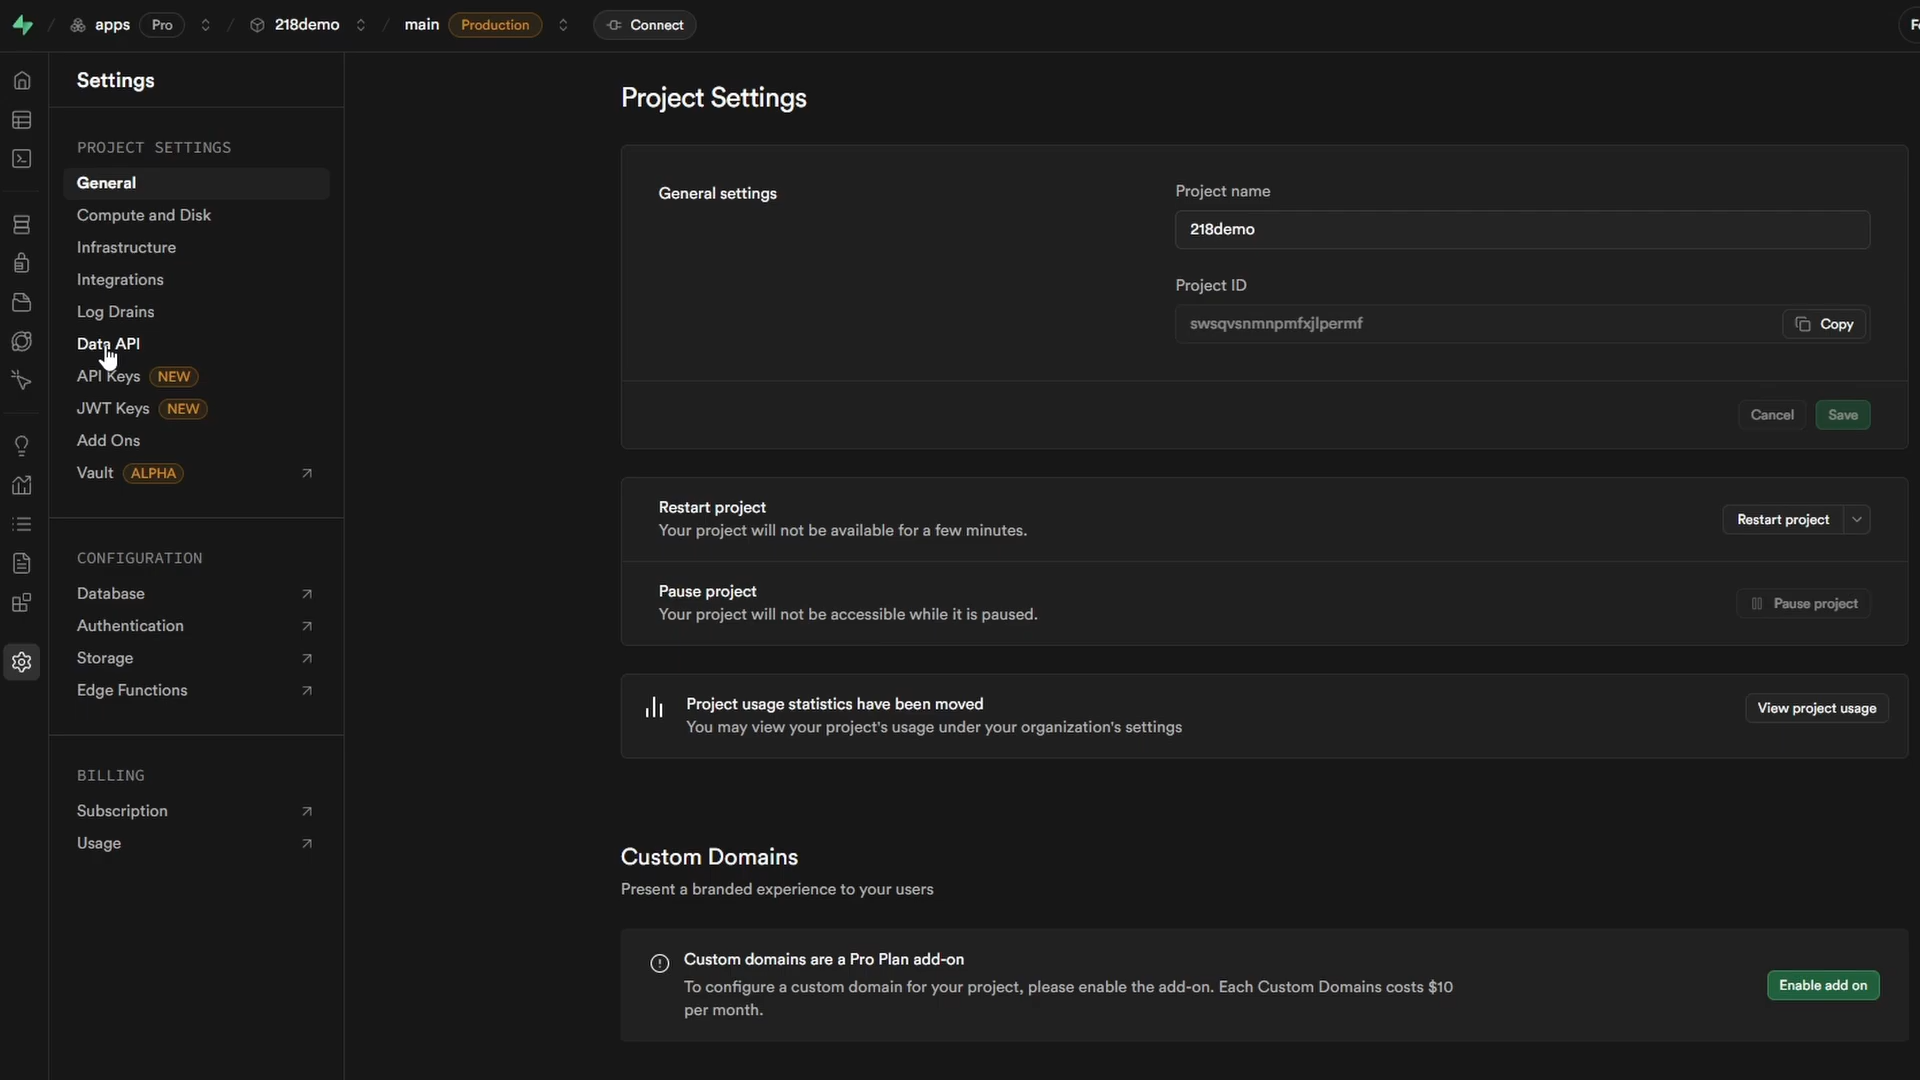 apps Pro 218demo main Production Connect
Settings
PROJECT SETTINGS
General
Compute and Disk
Infrastructure
Integrations
Log Drains
Data API
API Keys NEW
JWT Keys NEW
Add Ons
Vault ALPHA
CONFIGURATION
Database
Authentication
Storage
Edge Functions
BILLING
Subscription
Usage
Project Settings
General settings
Project name
218demo
Project ID
swsqvsnmnpmfxjlpermf
Copy
Cancel Save
Restart project
Your project will not be available for a few minutes.
Restart project
Pause project
Your project will not be accessible while it is paused.
Pause project
Project usage statistics have been moved
You may view your project's usage under your organization's settings
View project usage
Custom Domains
Present a branded experience to your users
Custom domains are a Pro Plan add-on
To configure a custom domain for your project, please enable the add-on. Each Custom Domains costs $10
per month.
Enable add on